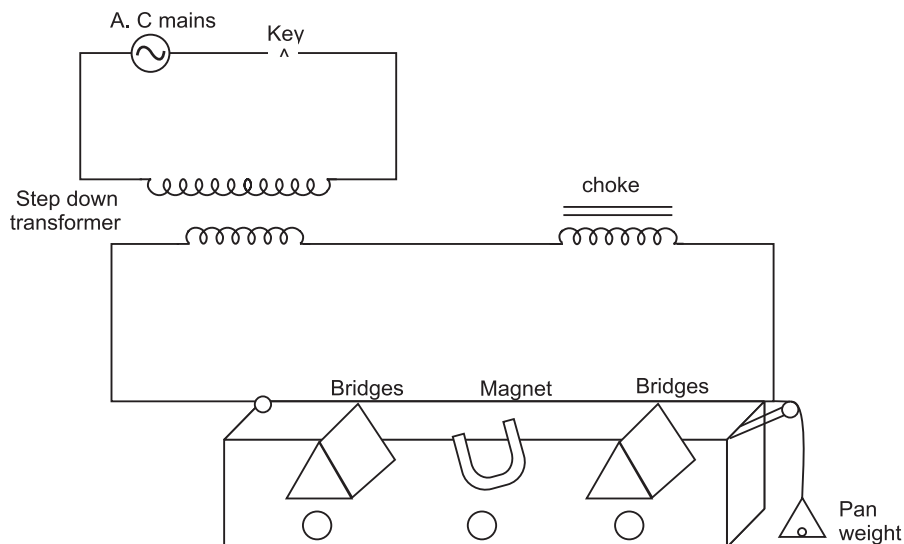 A. C mains
Key
Step down
transformer
choke
Bridges
Magnet
Bridges
Pan
weight